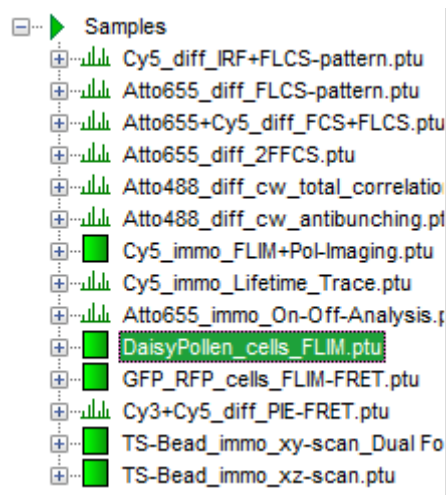 Samples
Cy5_diff_IRF+FLCS-pattern.ptu
Atto655_diff_FLCS-pattern.ptu
Atto655+Cy5_diff_FCS+FLCS.ptu
Atto655_diff_2FFCS.ptu
Atto488_diff_cw_total_correlatio
Atto488_diff_cw_antibunching.pt
Cy5_immo_FLIM+Pol-Imaging.ptu
Cy5_immo_Lifetime_Trace.ptu
Atto655_immo_On-Off-Analysis.p
DaisyPollen_cells_FLIM.ptu
GFP_RFP_cells_FLIM-FRET.ptu
Cy3+Cy5_diff_PIE-FRET.ptu
TS-Bead_immo_xy-scan_Dual Fo
TS-Bead_immo_xz-scan.ptu